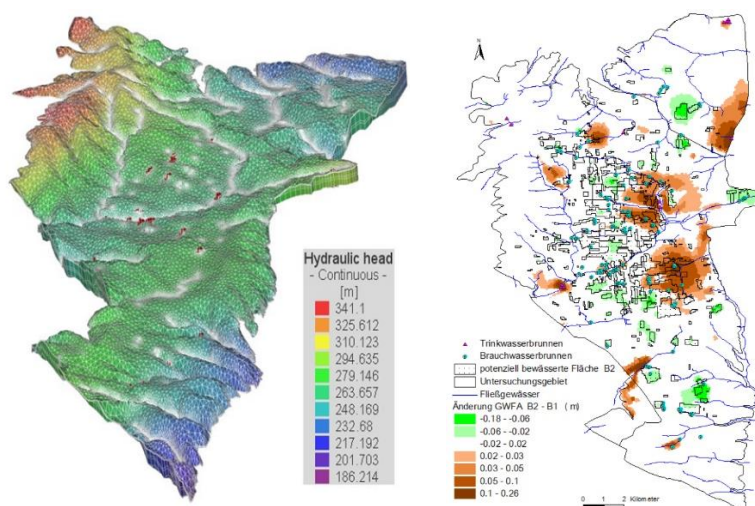 Hydraulic head
- Continuous -
[m]
341.1
325.612
310.123
294.635
279.146
263.657
248.169
232.68
217.192
201.703
186.214
N
Trinkwasserbrunnen
Brauchwasserbrunnen
potenziell bewässerte Fläche B2
Untersuchungsgebiet
Fließgewässer
Änderung GWFA B2 - B1 (m)
-0.18 - -0.06
-0.06 - -0.02
-0.02 - 0.02
0.02 - 0.03
0.03 - 0.05
0.05 - 0.1
0.1 - 0.26
0 1 2 Kilometer